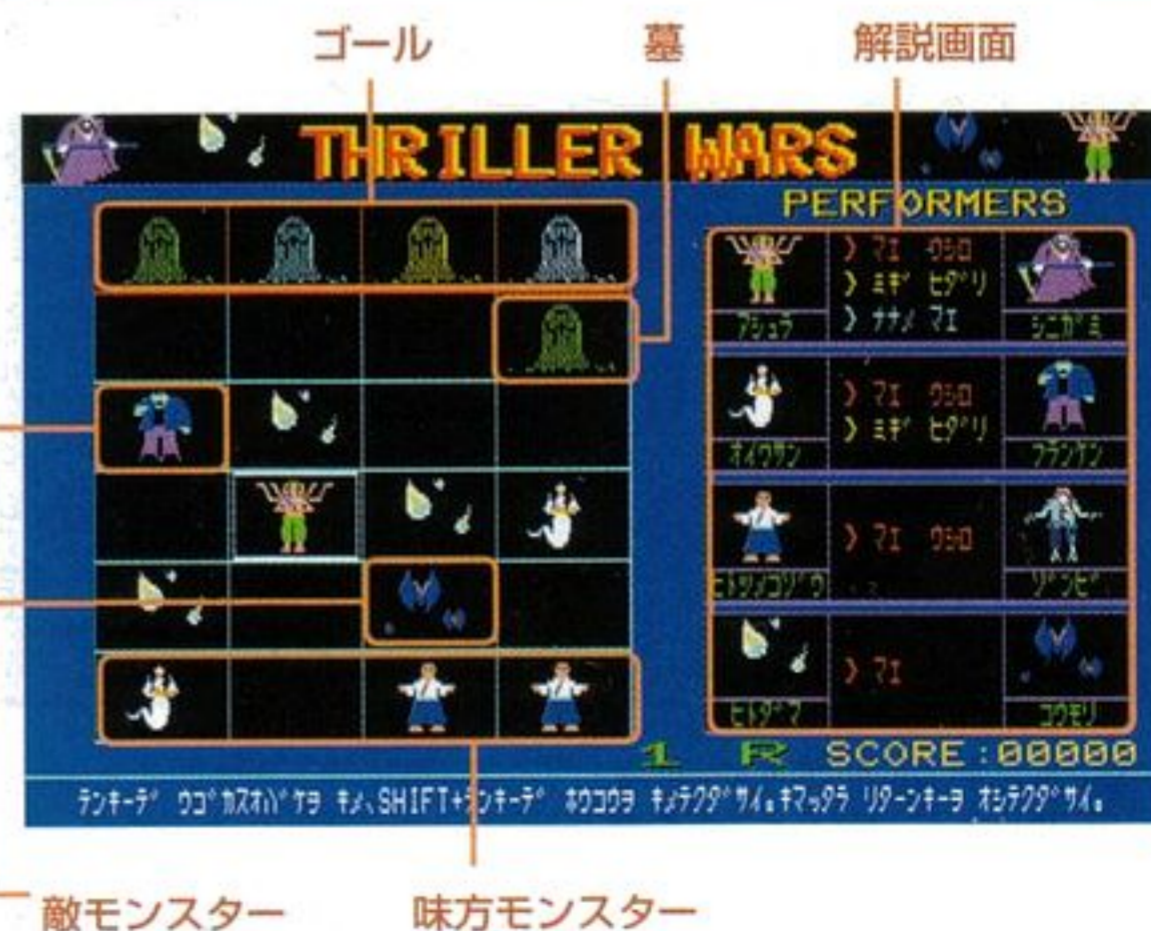 ゴール 墓 解説画面
THRILLER WARS
PERFORMERS
> マエ ウシロ
> ミギ ヒダリ
> ナナメ マエ
アシュラ シニガミ
> マエ ウシロ
> ミギ ヒダリ
オイワサン フランケン
> マエ ウシロ
ヒトツメコゾウ ゾンビ
> マエ
ヒトダマ コウモリ
1 R SCORE:00000
テンキーデ ウゴカスオバケヲ キメ、SHIFT+テンキーデ ホウコウヲ キメテクダサイ。キマッタラ リターンキーヲ オシテクダサイ。
敵モンスター 味方モンスター